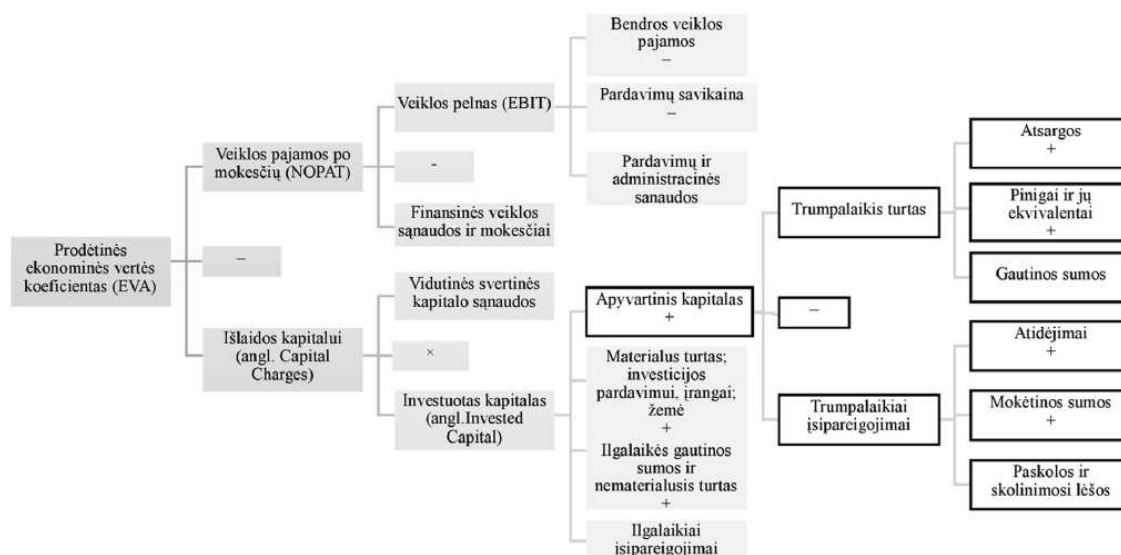 Prodėtinės
ekonominės vertės
koeficientas (EVA)
Veiklos pajamos po
mokesčių (NOPAT)
–
Išlaidos kapitalui
(angl. Capital
Charges)
Veiklos pelnas (EBIT)
-
Finansinės veiklos
sąnaudos ir mokesčiai
Vidutinės svertinės
kapitalo sąnaudos
×
Investuotas kapitalas
(angl.Invested
Capital)
Bendros veiklos
pajamos
–
Pardavimų savikaina
–
Pardavimų ir
administracinės
sanaudos
Apyvartinis kapitalas
+
Materialus turtas;
investicijos
pardavimui, įrangai;
žemė
+
Ilgalaikės gautinos
sumos ir
nematerialusis turtas
+
Ilgalaikiai
įsipareigojimai
Trumpalaikis turtas
–
Trumpalaikiai
įsipareigojimai
Atsargos
+
Pinigai ir jų
ekvivalentai
+
Gautinos sumos
Atidėjimai
+
Mokėtinos sumos
+
Paskolos ir
skolinimosi lėšos